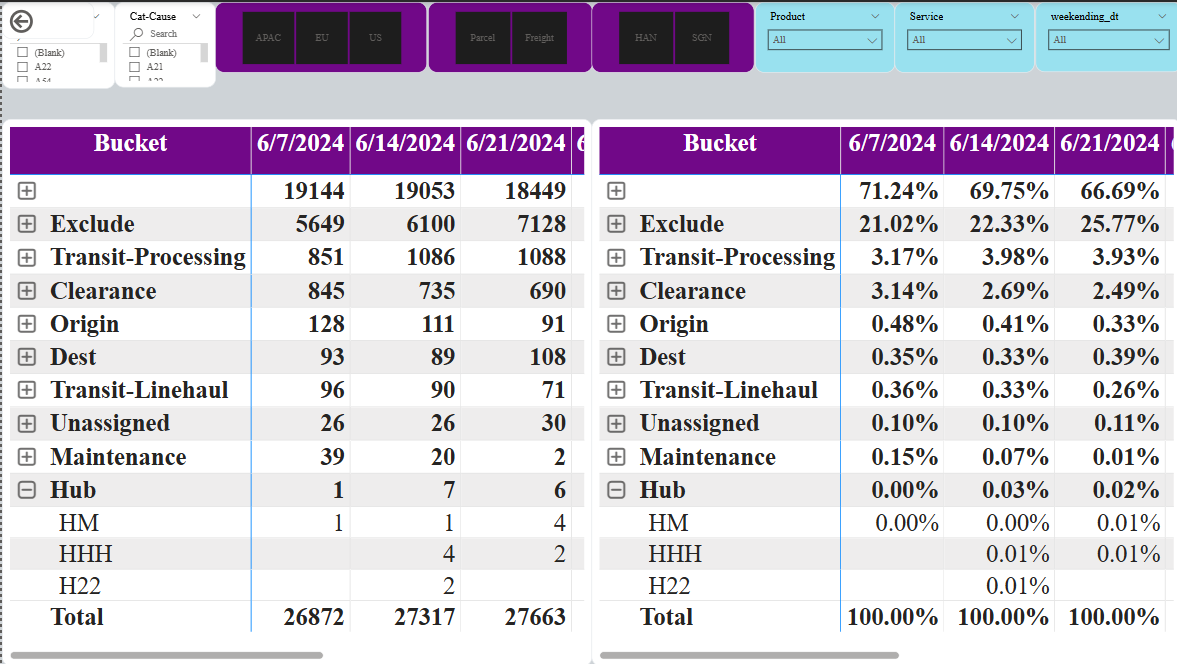 Cat-Cause
Search
(Blank)
A22
(Blank)
A21
APAC EU US
Parcel Freight
HAN SGN
Product
All
Service
All
weekending_dt
All
Bucket 6/7/2024 6/14/2024 6/21/2024
19144 19053 18449
Exclude 5649 6100 7128
Transit-Processing 851 1086 1088
Clearance 845 735 690
Origin 128 111 91
Dest 93 89 108
Transit-Linehaul 96 90 71
Unassigned 26 26 30
Maintenance 39 20 2
Hub 1 7 6
HM 1 1 4
HHH 4 2
H22 2
Total 26872 27317 27663
Bucket 6/7/2024 6/14/2024 6/21/2024
71.24% 69.75% 66.69%
Exclude 21.02% 22.33% 25.77%
Transit-Processing 3.17% 3.98% 3.93%
Clearance 3.14% 2.69% 2.49%
Origin 0.48% 0.41% 0.33%
Dest 0.35% 0.33% 0.39%
Transit-Linehaul 0.36% 0.33% 0.26%
Unassigned 0.10% 0.10% 0.11%
Maintenance 0.15% 0.07% 0.01%
Hub 0.00% 0.03% 0.02%
HM 0.00% 0.00% 0.01%
HHH 0.01% 0.01%
H22 0.01%
Total 100.00% 100.00% 100.00%